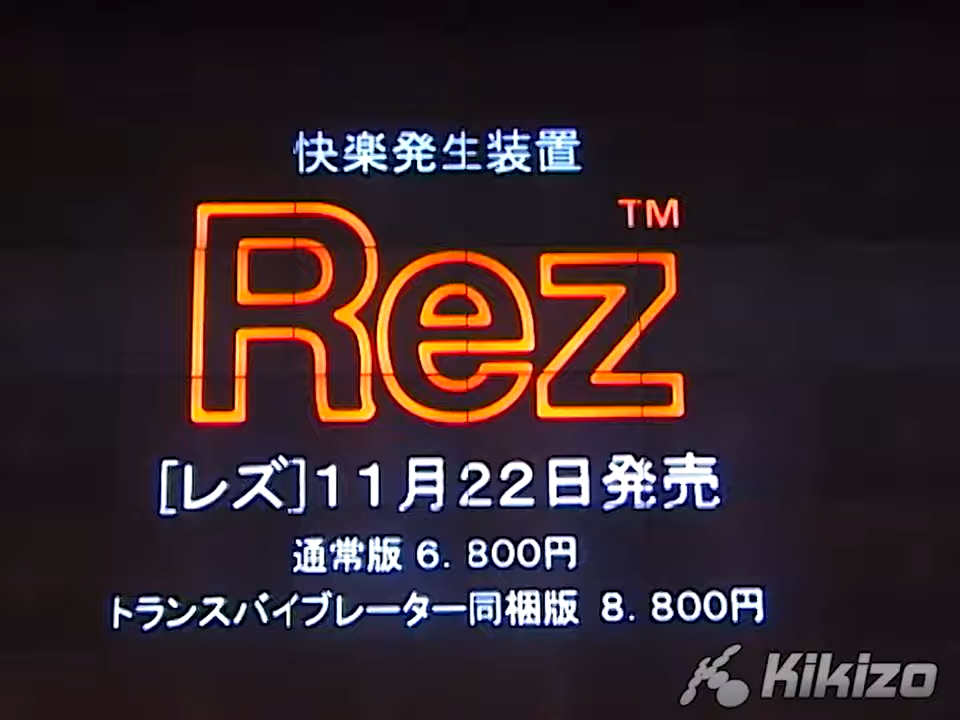 快楽発生装置
Rez™
[レズ]11月22日発売
通常版 6.800円
トランスバイブレーター同梱版 8.800円
Kikizo